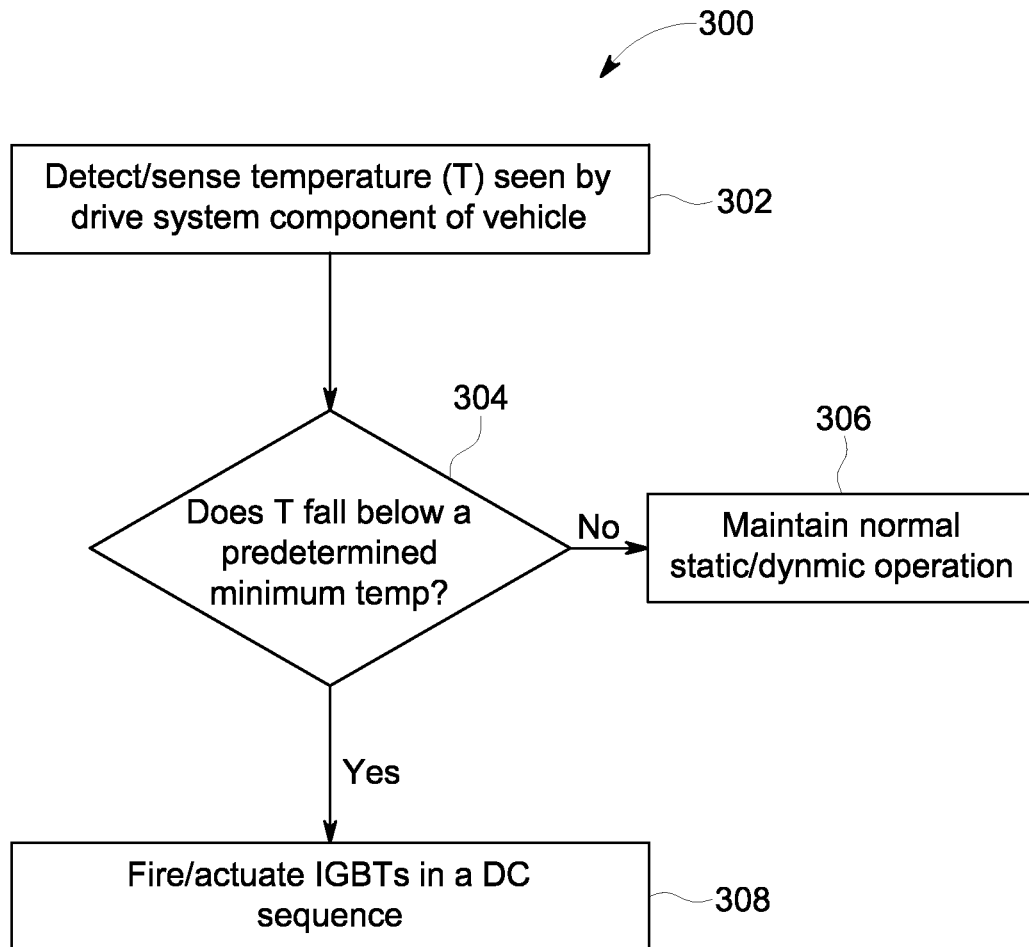 300
Detect/sense temperature (T) seen by
drive system component of vehicle
302
304
Does T fall below a
predetermined
minimum temp?
No
306
Maintain normal
static/dynmic operation
Yes
Fire/actuate IGBTs in a DC
sequence
308